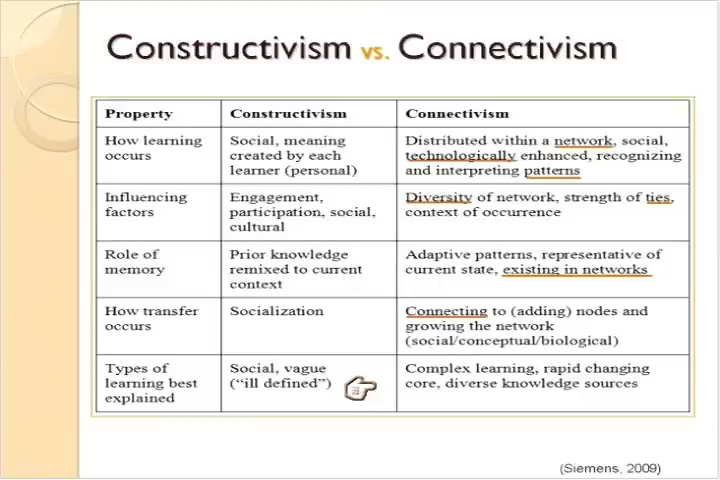 Constructivism vs. Connectivism
Property
Constructivism
Connectivism
How learning
occurs
Social, meaning
created by each
learner (personal)
Distributed within a network, social,
technologically enhanced, recognizing
and interpreting patterns
Influencing
factors
Engagement,
participation, social,
cultural
Diversity of network, strength of ties,
context of occurrence
Role of
memory
Prior knowledge
remixed to current
context
Adaptive patterns, representative of
current state, existing in networks
How transfer
occurs
Socialization
Connecting to (adding) nodes and
growing the network
(social/conceptual/biological)
Types of
learning best
explained
Social, vague
(“ill defined”)
Complex learning, rapid changing
core, diverse knowledge sources
(Siemens, 2009)